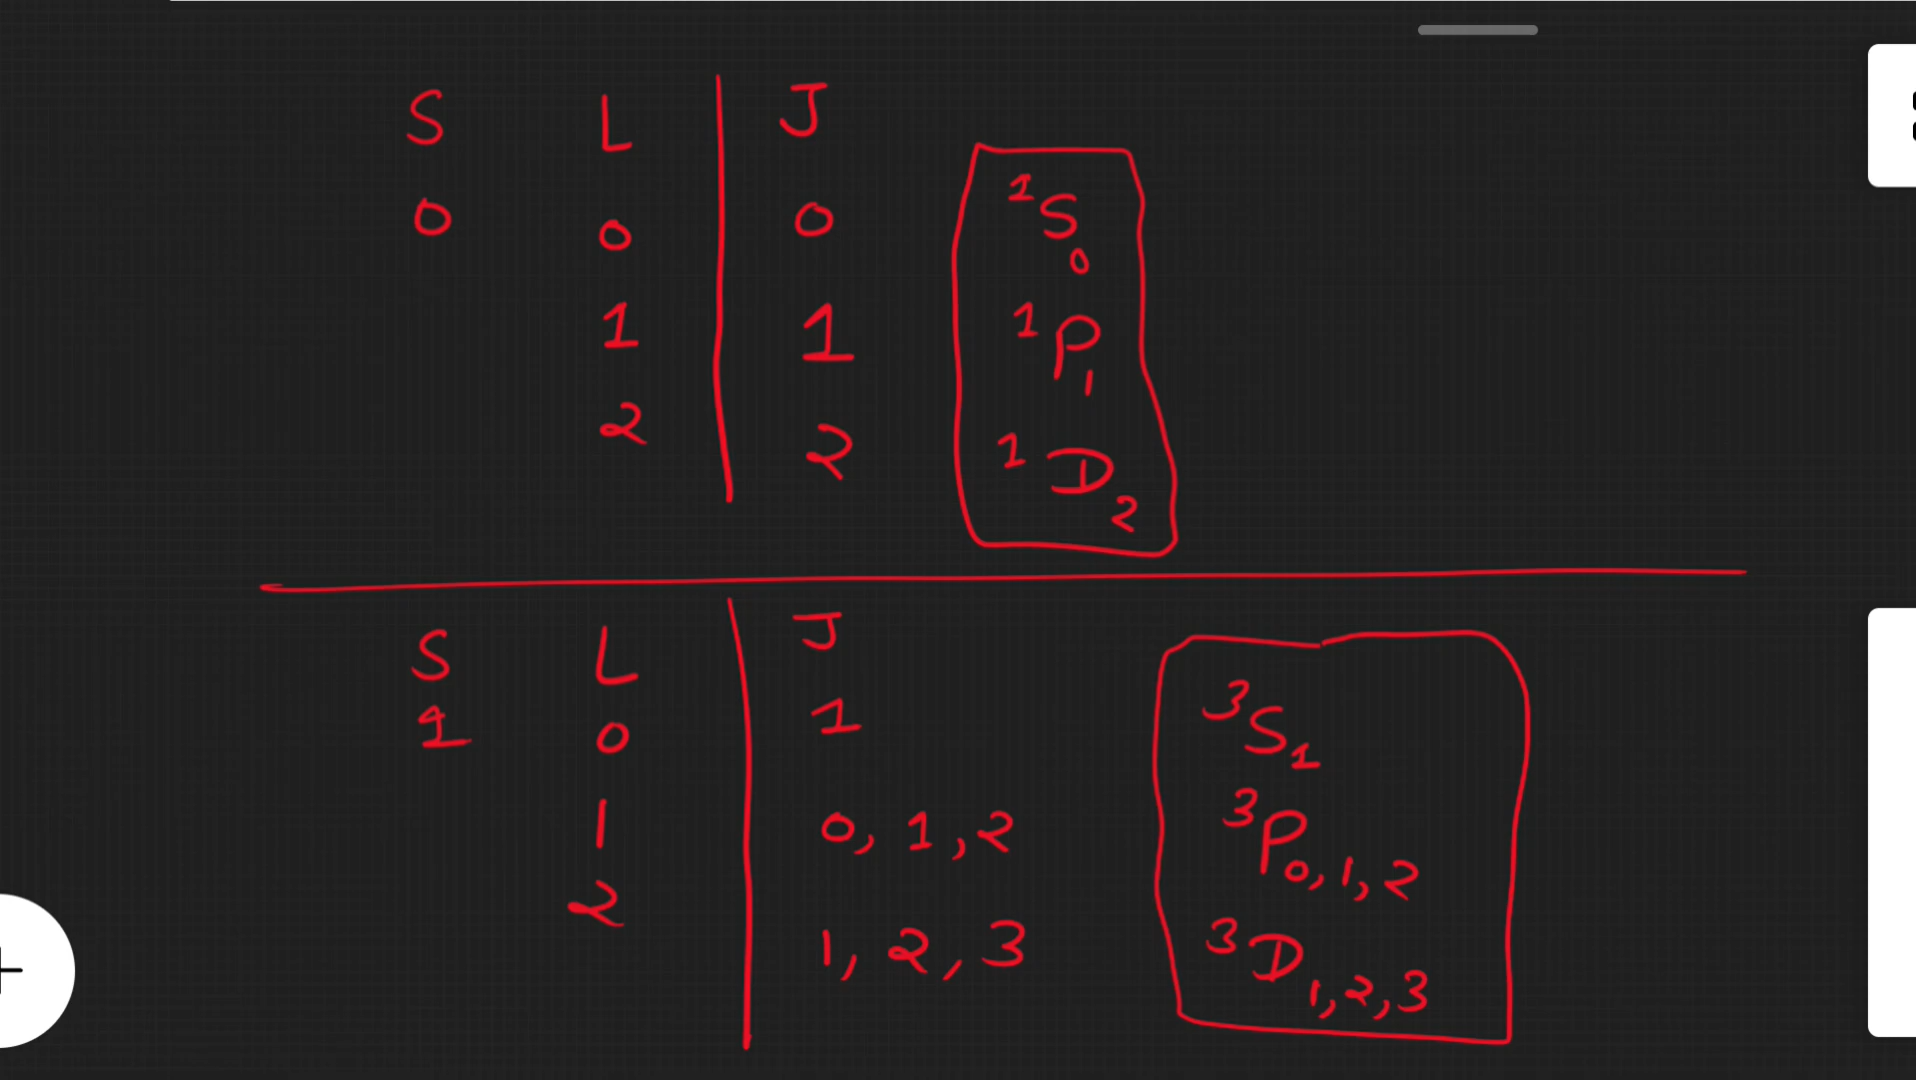 S L J
0 0 0 ¹S₀
1 1 ¹P₁
2 2 ¹D₂
S L J
1 0 1 ³S₁
1 0, 1, 2 ³P₀,₁,₂
2 1, 2, 3 ³D₁,₂,₃